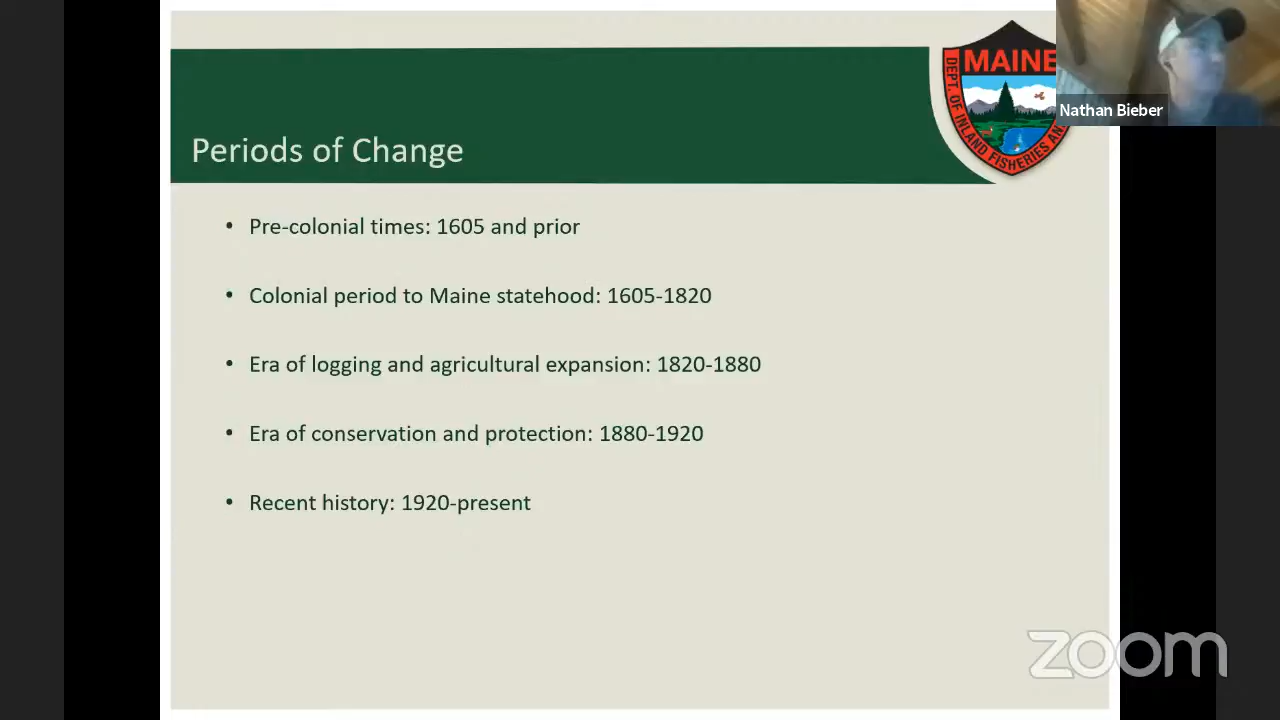 MAINE
DEPT. OF INLAND FISHERIES AN
Nathan Bieber
Periods of Change
• Pre-colonial times: 1605 and prior
• Colonial period to Maine statehood: 1605-1820
• Era of logging and agricultural expansion: 1820-1880
• Era of conservation and protection: 1880-1920
• Recent history: 1920-present
zoom